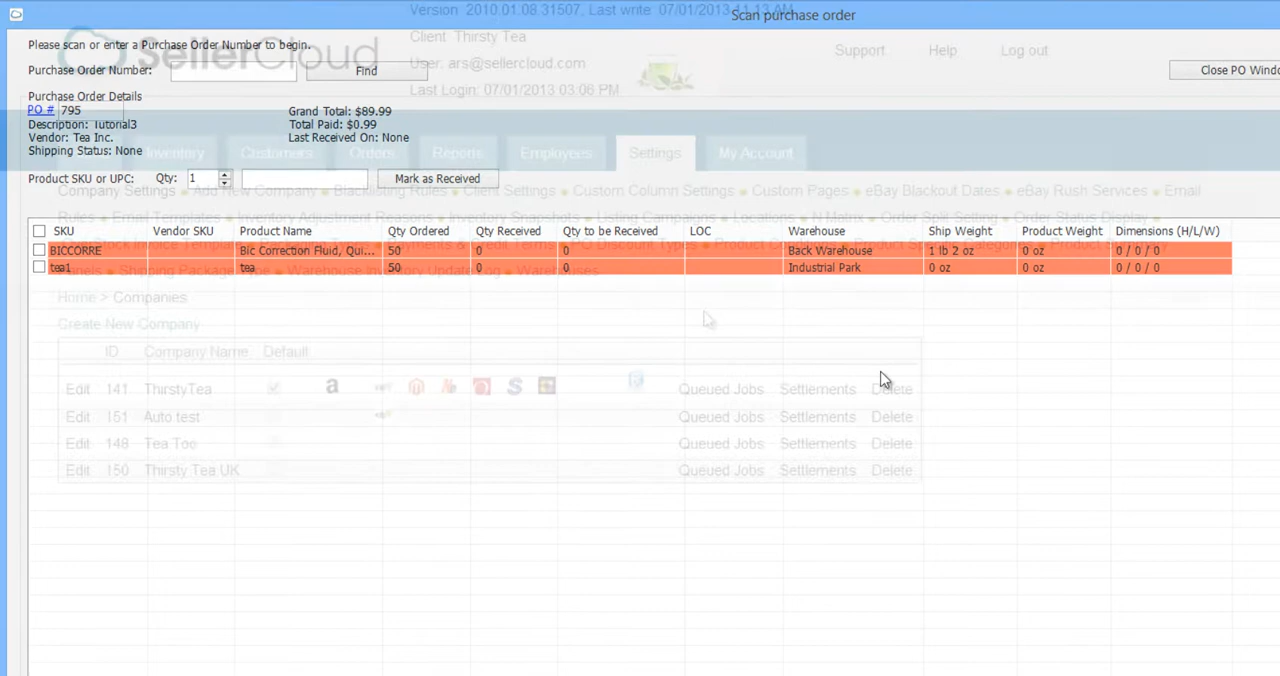 Version 2010.01.08.31507, Last write 07/01/2013 11:13 AM
Scan purchase order
Client Thirsty Tea
Please scan or enter a Purchase Order Number to begin.
SellerCloud
User: ars@sellercloud.com
Support Help Log out
Purchase Order Number: Find
Close PO Windo
Last Login: 07/01/2013 03:06 PM
Purchase Order Details
PO # 795
Grand Total: $89.99
Description: Tutorial3
Total Paid: $0.99
Vendor: Tea Inc.
Last Received On: None
Shipping Status: None
Inventory Customers Orders Reports Employees Settings My Account
Product SKU or UPC: Qty: 1 Mark as Received
Company Settings Add New Company Blacklisting Rules Client Settings Custom Column Settings Custom Pages eBay Blackout Dates eBay Rush Services Email
Rules Email Templates Inventory Adjustment Reasons Inventory Snapshots Listing Campaigns Locations N Matrix Order Split Setting Order Status Display
SKU Vendor SKU Product Name Qty Ordered Qty Received Qty to be Received LOC Warehouse Ship Weight Product Weight Dimensions (H/L/W)
BICCORRE Bic Correction Fluid, Qui... 50 0 0 Back Warehouse 1 lb 2 oz 0 oz 0 / 0 / 0
tea1 tea 50 0 0 Industrial Park 0 oz 0 oz 0 / 0 / 0
Home > Companies
Create New Company
ID Company Name Default
Edit 141 ThirstyTea Queued Jobs Settlements Delete
Edit 151 Auto test Queued Jobs Settlements Delete
Edit 148 Tea Too Queued Jobs Settlements Delete
Edit 150 Thirsty Tea UK Queued Jobs Settlements Delete